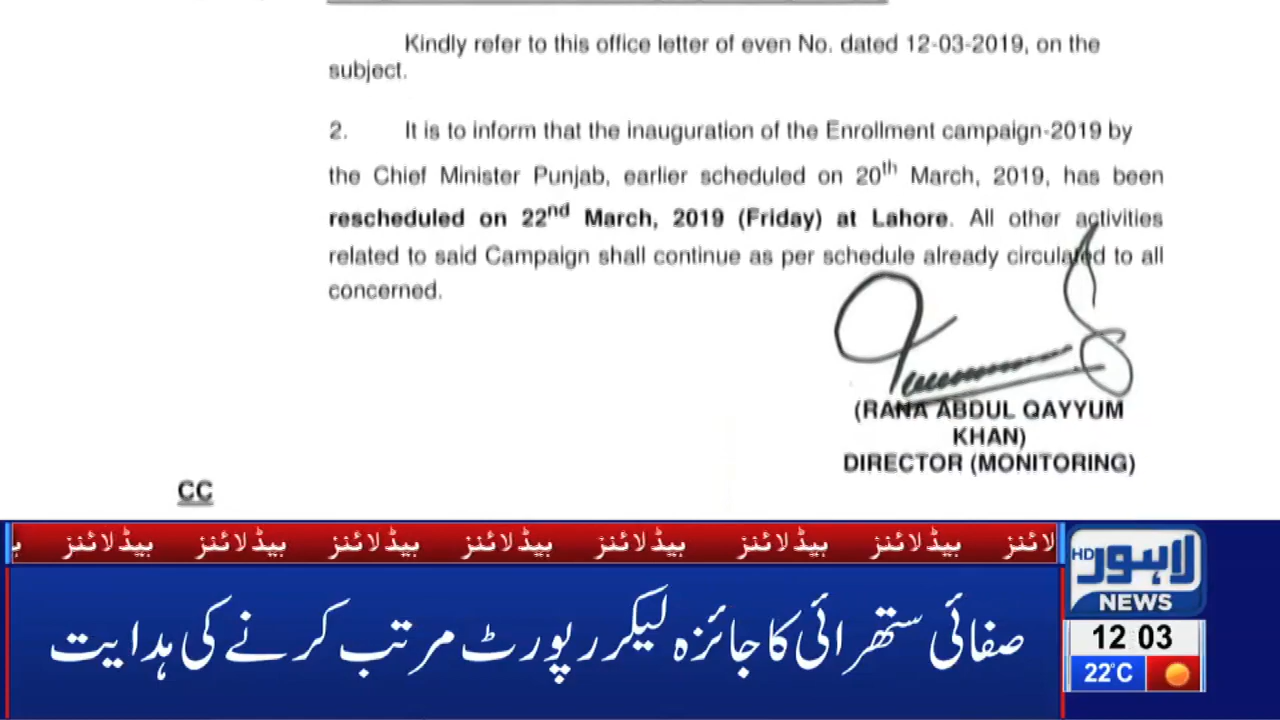 Kindly refer to this office letter of even No. dated 12-03-2019, on the
subject.
2. It is to inform that the inauguration of the Enrollment campaign-2019 by
the Chief Minister Punjab, earlier scheduled on 20th March, 2019, has been
rescheduled on 22nd March, 2019 (Friday) at Lahore. All other activities
related to said Campaign shall continue as per schedule already circulated to all
concerned.
(RANA ABDUL QAYYUM
KHAN)
DIRECTOR (MONITORING)
CC
ہیڈلائنز ہیڈلائنز ہیڈلائنز ہیڈلائنز ہیڈلائنز ہیڈلائنز ہیڈلائنز
صفائی ستھرائی کا جائزہ لیکر رپورٹ مرتب کرنے کی ہدایت
لاہور HD
NEWS
12 03
22°C